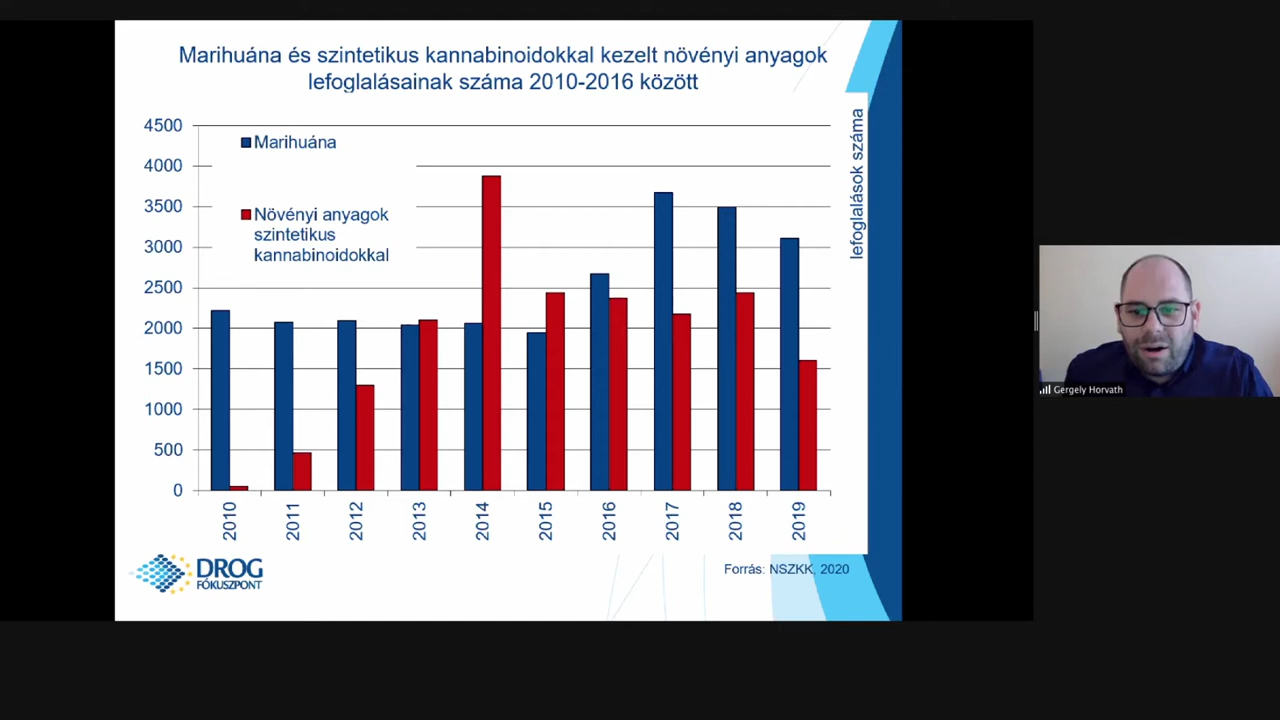 Marihuána és szintetikus kannabinoidokkal kezelt növényi anyagok
lefoglalásainak száma 2010-2016 között
4500
4000
3500
3000
2500
2000
1500
1000
500
0
Marihuána
Növényi anyagok
szintetikus
kannabinoidokkal
lefoglalások száma
2010
2011
2012
2013
2014
2015
2016
2017
2018
2019
DROG
FÓKUSZPONT
Forrás: NSZKK, 2020
Gergely Horvath